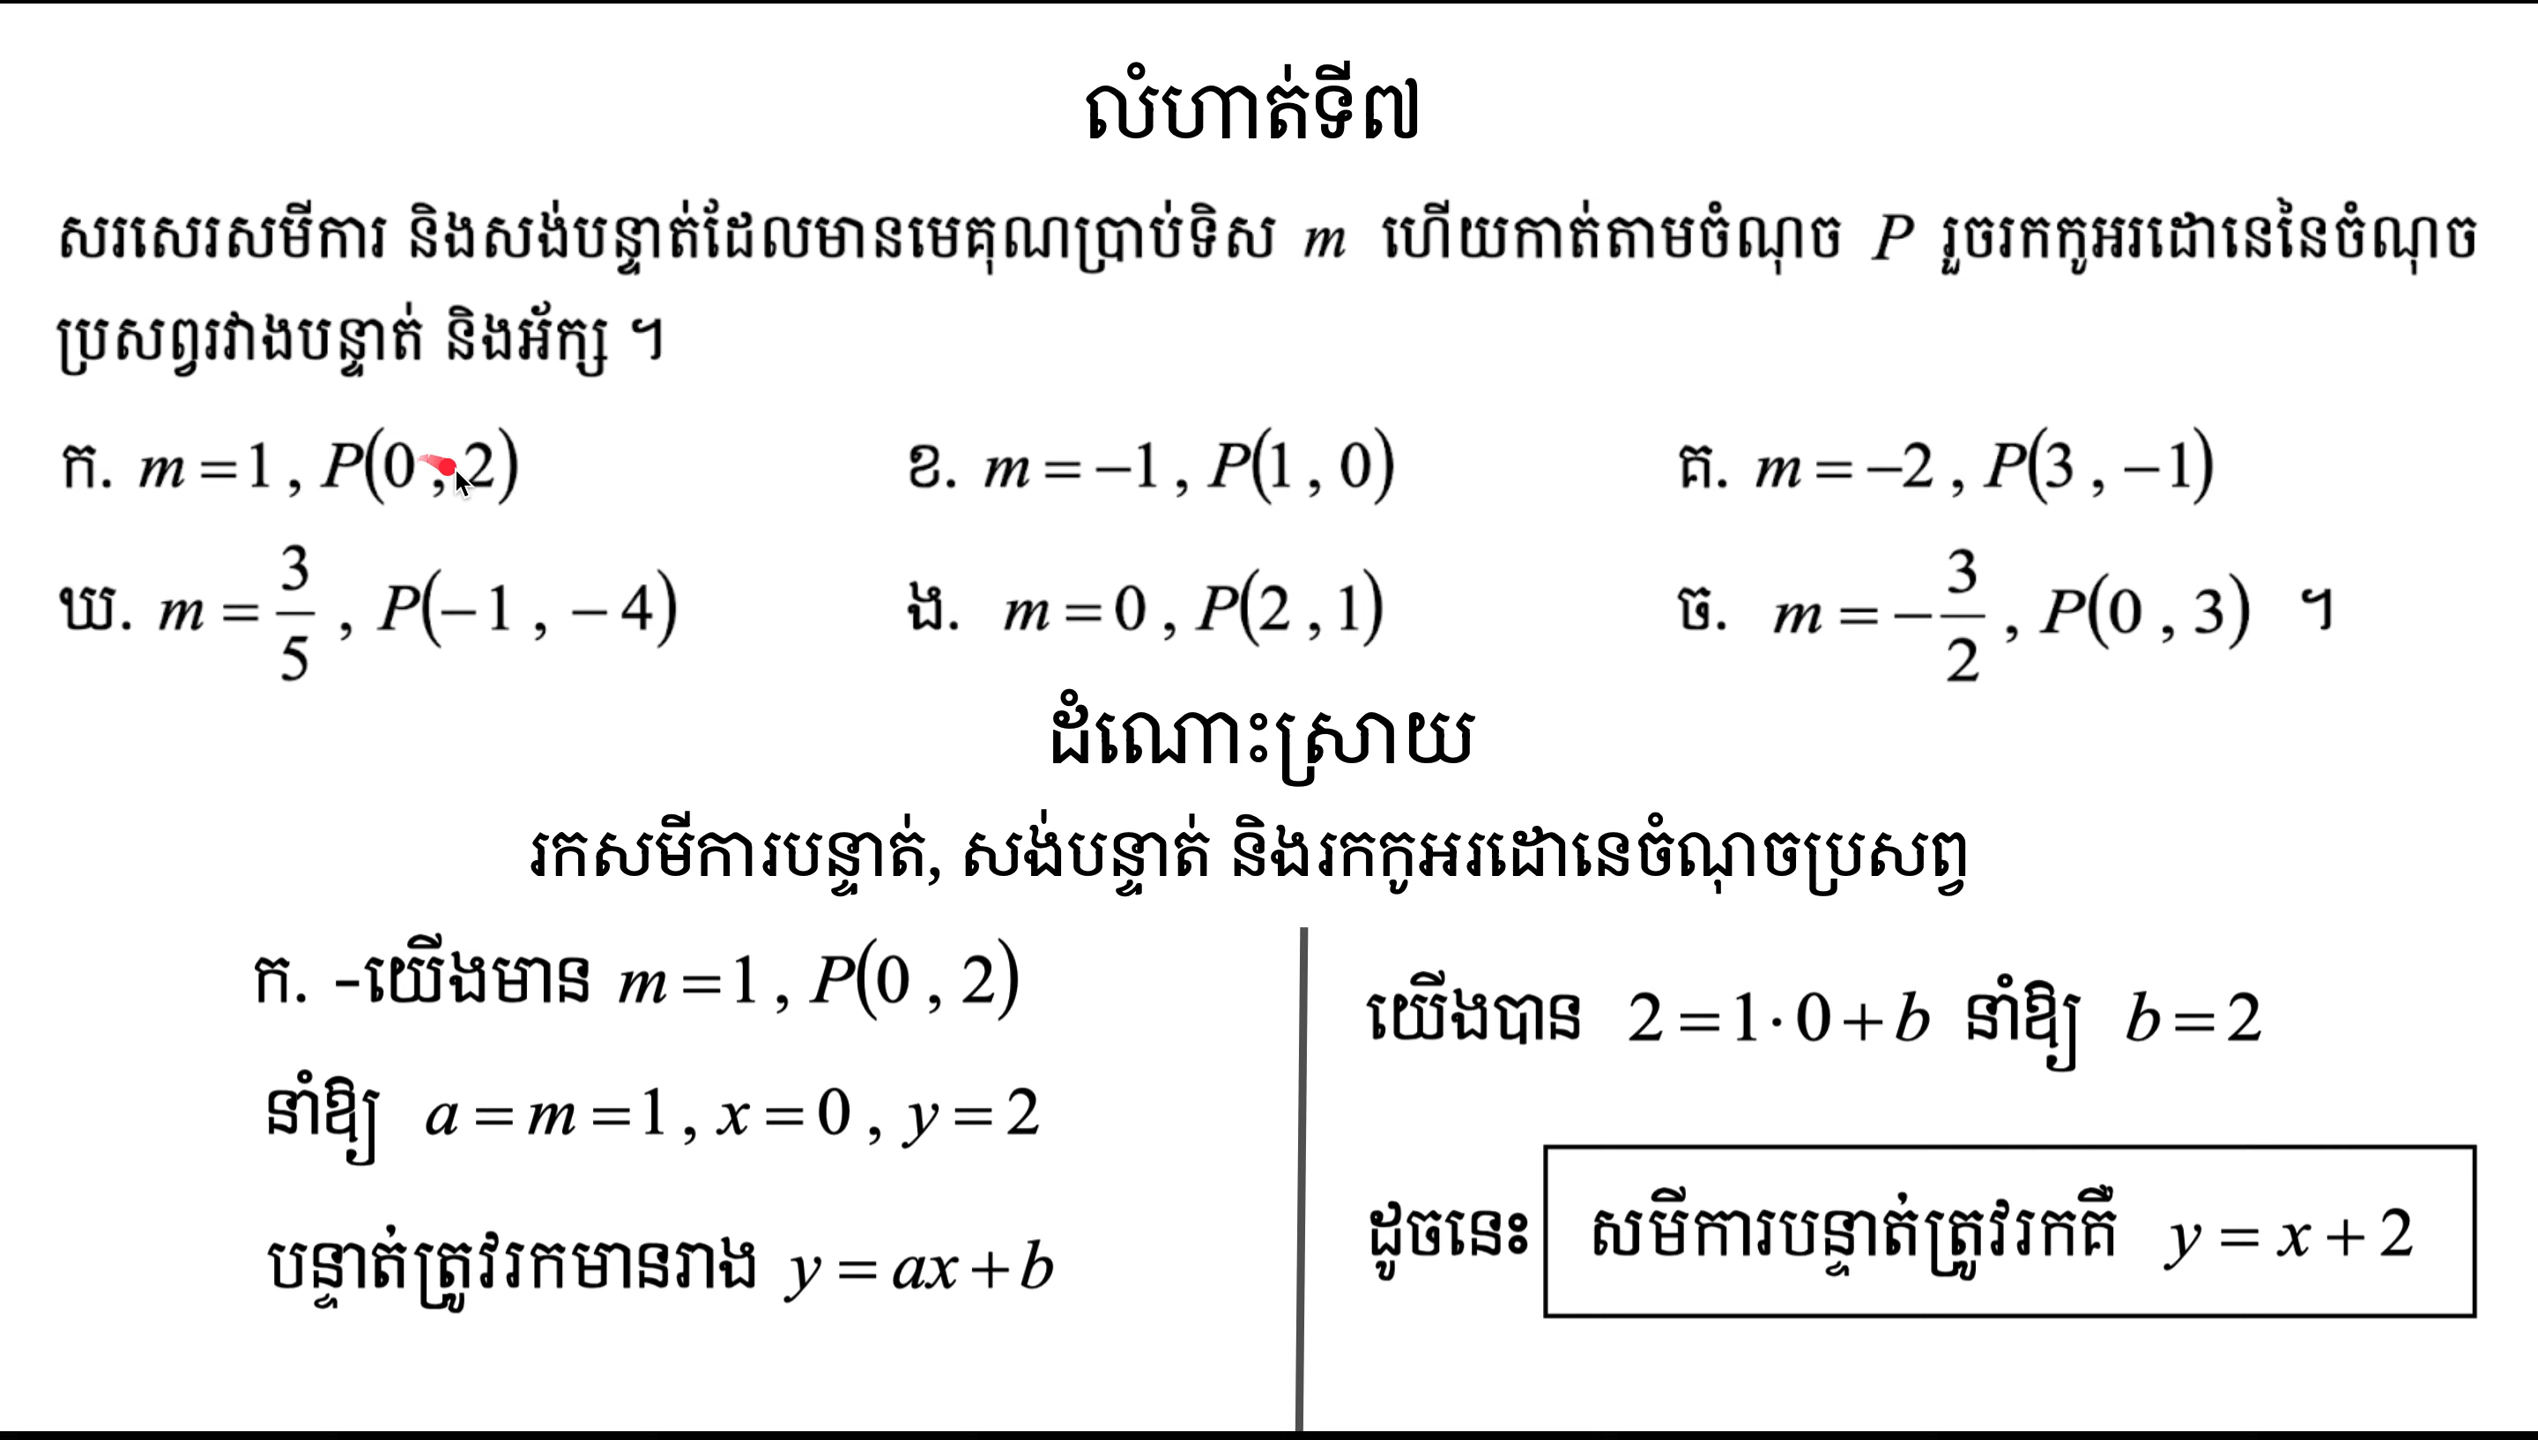 លំហាត់ទី៧
សរសេរសមីការ និងសង់បន្ទាត់ដែលមានមេគុណប្រាប់ទិស m ហើយកាត់តាមចំណុច P រួចរកកូអរដោនេនៃចំណុច
ប្រសព្វរវាងបន្ទាត់ និងអ័ក្ស ។
ក. m = 1 , P(0 , 2) ខ. m = −1 , P(1 , 0) គ. m = −2 , P(3 , −1)
ឃ. m = 3/5 , P(−1 , −4) ង. m = 0 , P(2 , 1) ច. m = −3/2 , P(0 , 3) ។
ដំណោះស្រាយ
រកសមីការបន្ទាត់, សង់បន្ទាត់ និងរកកូអរដោនេចំណុចប្រសព្វ
ក. -យើងមាន m = 1 , P(0 , 2)
នាំឱ្យ a = m = 1 , x = 0 , y = 2
បន្ទាត់ត្រូវរកមានរាង y = ax + b
យើងបាន 2 = 1 · 0 + b នាំឱ្យ b = 2
ដូចនេះ សមីការបន្ទាត់ត្រូវរកគឺ y = x + 2